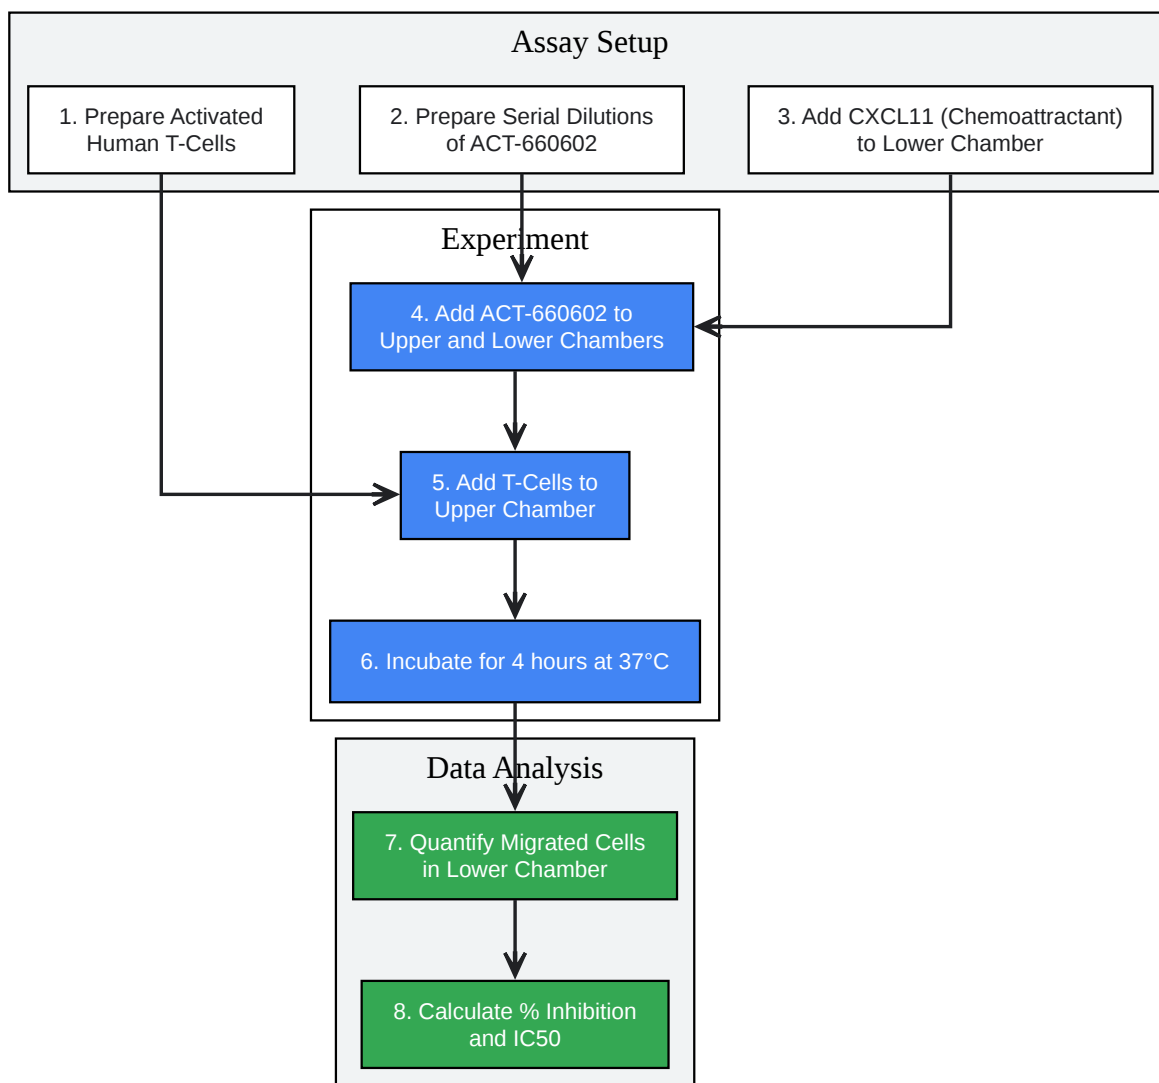 Assay Setup
1. Prepare Activated
Human T-Cells
2. Prepare Serial Dilutions
of ACT-660602
3. Add CXCL11 (Chemoattractant)
to Lower Chamber
Experiment
4. Add ACT-660602 to
Upper and Lower Chambers
5. Add T-Cells to
Upper Chamber
6. Incubate for 4 hours at 37°C
Data Analysis
7. Quantify Migrated Cells
in Lower Chamber
8. Calculate % Inhibition
and IC50